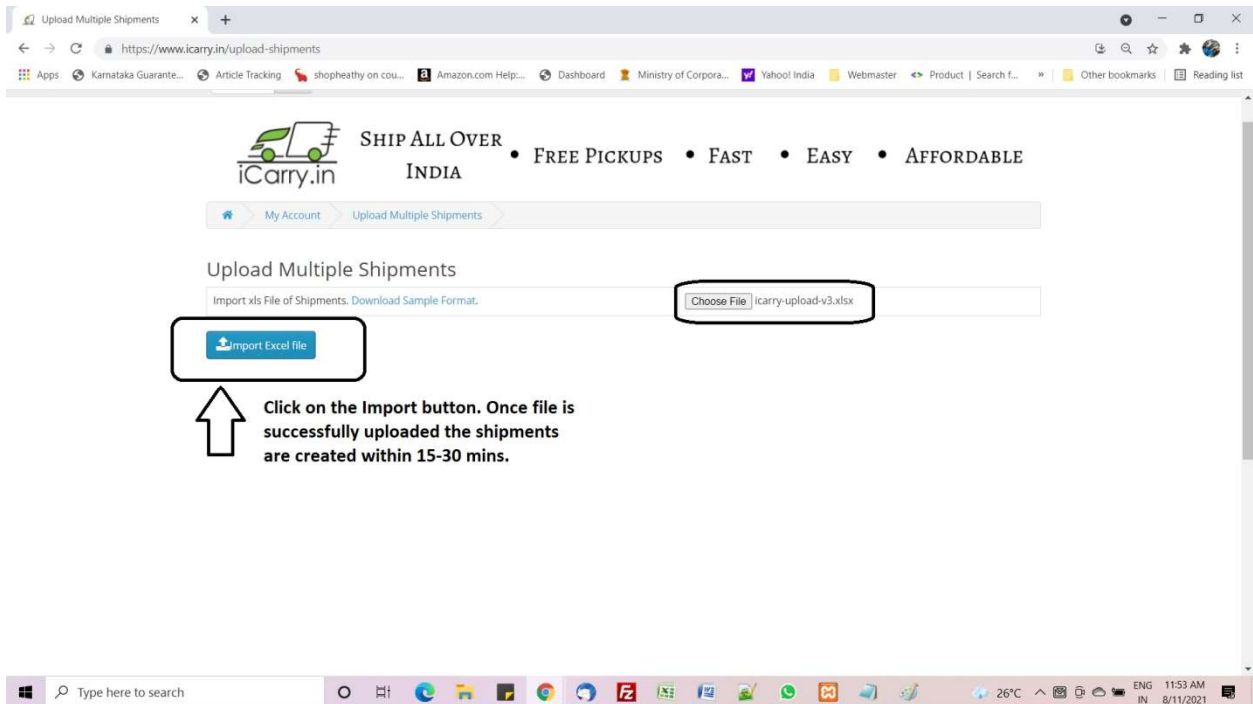 Upload Multiple Shipments
https://www.icarry.in/upload-shipments
Apps Karnataka Guarante... Article Tracking shopheathy on cou... Amazon.com Help:... Dashboard Ministry of Corpora... Yahoo! India Webmaster Product | Search f... » Other bookmarks Reading list
iCarry.in
SHIP ALL OVER
INDIA
• FREE PICKUPS • FAST • EASY • AFFORDABLE
My Account Upload Multiple Shipments
Upload Multiple Shipments
Import xls File of Shipments. Download Sample Format. Choose File icarry-upload-v3.xlsx
Import Excel file
Click on the Import button. Once file is
successfully uploaded the shipments
are created within 15-30 mins.
Type here to search
26°C
ENG
IN
11:53 AM
8/11/2021